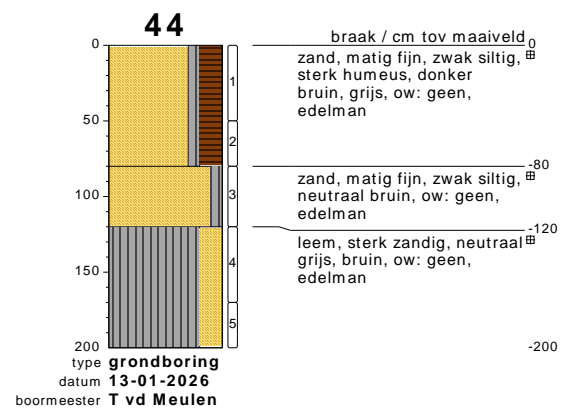 44
braak / cm tov maaiveld
0
0
zand, matig fijn, zwak siltig,
sterk humeus, donker
bruin, grijs, ow: geen,
edelman
1
50
2
-80
zand, matig fijn, zwak siltig,
neutraal bruin, ow: geen,
edelman
3
100
-120
leem, sterk zandig, neutraal
grijs, bruin, ow: geen,
edelman
4
150
5
200
-200
type grondboring
datum 13-01-2026
boormeester T vd Meulen